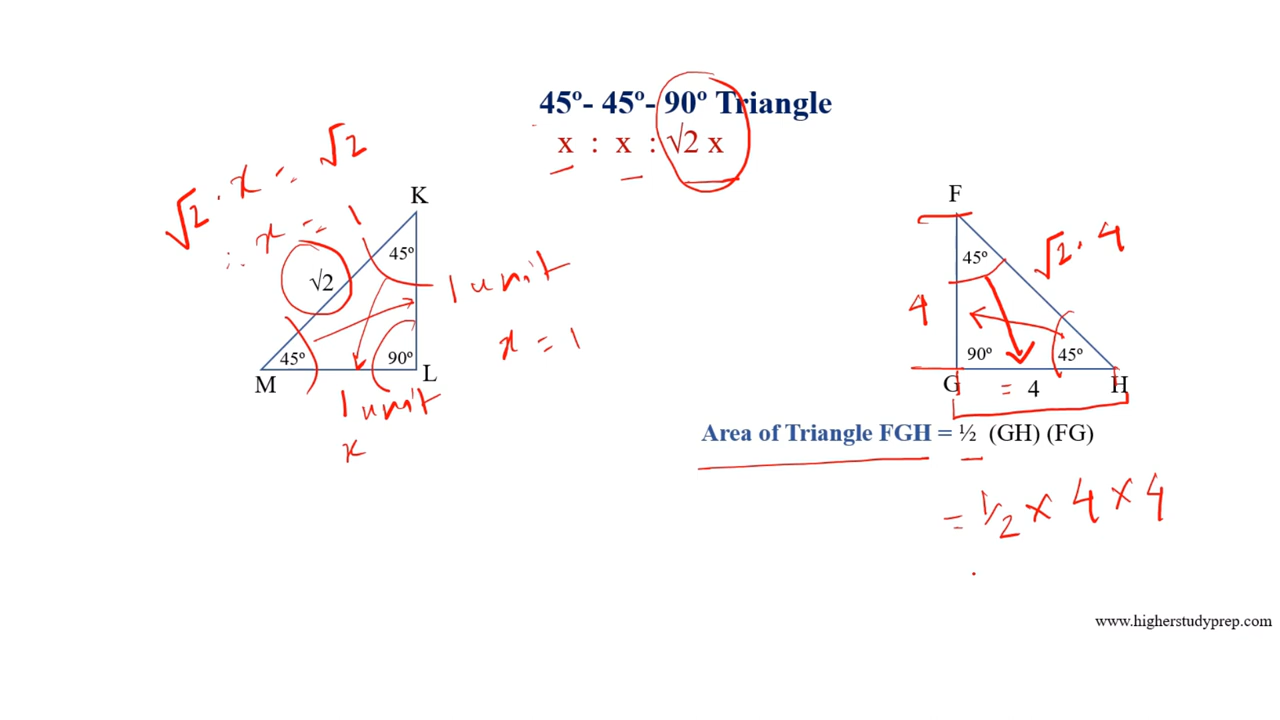 45º- 45º- 90º Triangle
x : x : √2 x
√2 · x = √2
∴ x = 1
K
45º
√2
1 unit
x = 1
45º
90º
M
L
1 unit
x
F
45º
√2 · 4
4
90º
45º
G
H
= 4
Area of Triangle FGH = ½ (GH) (FG)
= 1/2 × 4 × 4
www.higherstudyprep.com